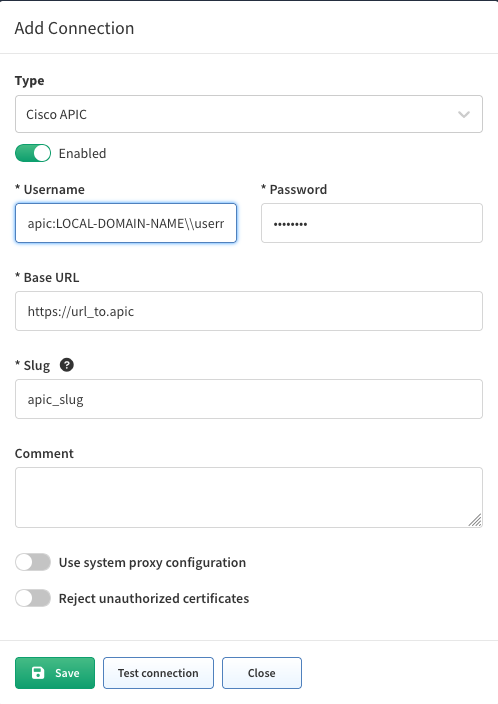 Add Connection
Type
Cisco APIC
Enabled
* Username
* Password
apic:LOCAL-DOMAIN-NAME\\userr
••••••••
* Base URL
https://url_to.apic
* Slug ?
apic_slug
Comment
Use system proxy configuration
Reject unauthorized certificates
Save
Test connection
Close